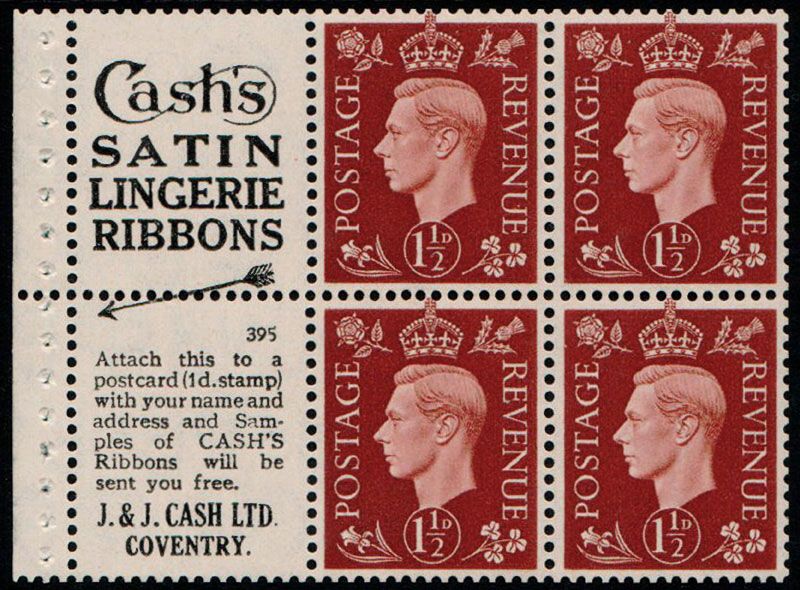 Cash's
SATIN
LINGERIE
RIBBONS
395
Attach this to a
postcard (1d. stamp)
with your name and
address and Sam-
ples of CASH'S
Ribbons will be
sent you free.
J. & J. CASH LTD.
COVENTRY.
POSTAGE
REVENUE
1½D
POSTAGE
REVENUE
1½D
POSTAGE
REVENUE
1½D
POSTAGE
REVENUE
1½D